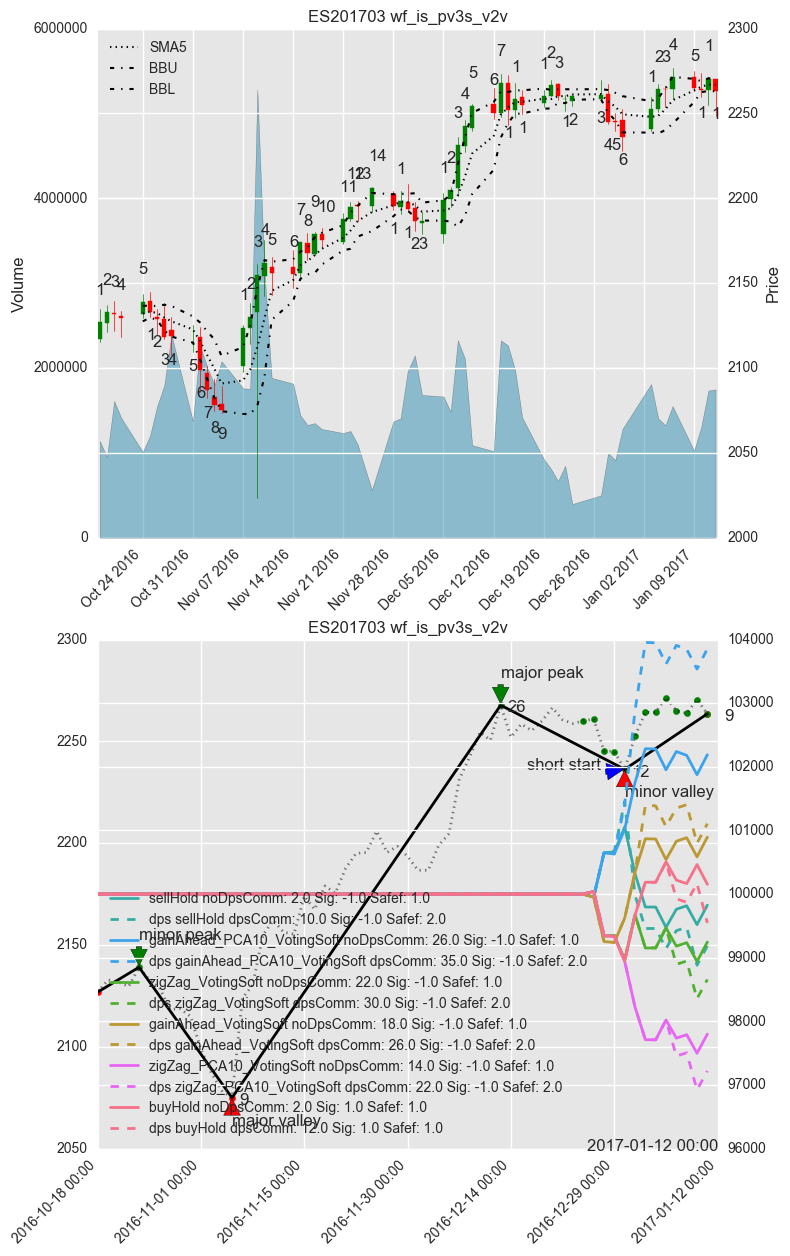 ES201703 wf_is_pv3s_v2v
6000000
4000000
2000000
0
Volume
2300
2250
2200
2150
2100
2050
2000
Price
SMA5
BBU
BBL
Oct 24 2016
Oct 31 2016
Nov 07 2016
Nov 14 2016
Nov 21 2016
Nov 28 2016
Dec 05 2016
Dec 12 2016
Dec 19 2016
Dec 26 2016
Jan 02 2017
Jan 09 2017
ES201703 wf_is_pv3s_v2v
2300
2250
2200
2150
2100
2050
104000
103000
102000
101000
100000
99000
98000
97000
96000
major peak
26
9
short start
2
minor valley
sellHold noDpsComm: 2.0 Sig: -1.0 Safef: 1.0
dps sellHold dpsComm: 10.0 Sig: -1.0 Safef: 2.0
minor peak
gainAhead_PCA10_VotingSoft noDpsComm: 26.0 Sig: -1.0 Safef: 1.0
dps gainAhead_PCA10_VotingSoft dpsComm: 35.0 Sig: -1.0 Safef: 2.0
zigZag_VotingSoft noDpsComm: 22.0 Sig: -1.0 Safef: 1.0
dps zigZag_VotingSoft dpsComm: 30.0 Sig: -1.0 Safef: 2.0
gainAhead_VotingSoft noDpsComm: 18.0 Sig: -1.0 Safef: 1.0
dps gainAhead_VotingSoft dpsComm: 26.0 Sig: -1.0 Safef: 2.0
zigZag_PCA10_VotingSoft noDpsComm: 14.0 Sig: -1.0 Safef: 1.0
dps zigZag_PCA10_VotingSoft dpsComm: 22.0 Sig: -1.0 Safef: 2.0
buyHold noDpsComm: 2.0 Sig: 1.0 Safef: 1.0
9
major valley
dps buyHold dpsComm: 12.0 Sig: 1.0 Safef: 1.0
2017-01-12 00:00
2016-10-18 00:00
2016-11-01 00:00
2016-11-15 00:00
2016-11-30 00:00
2016-12-14 00:00
2016-12-29 00:00
2017-01-12 00:00